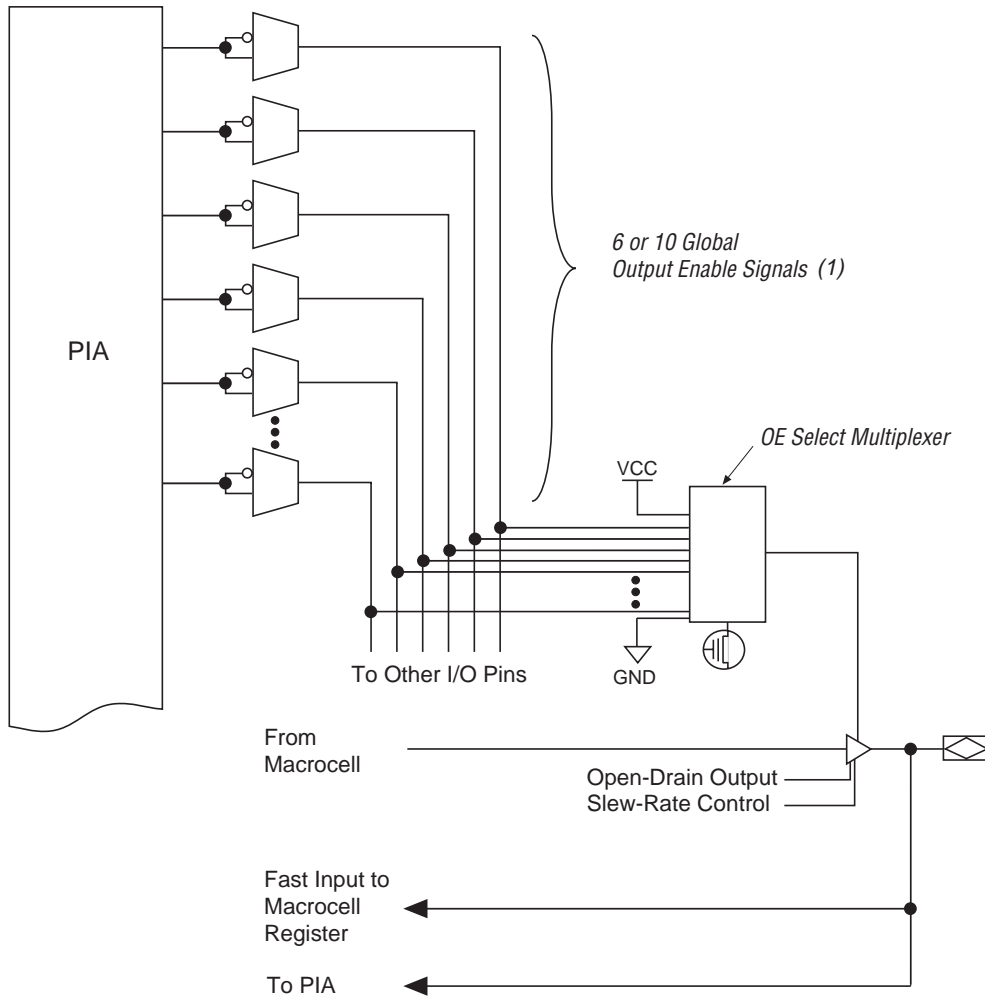 PIA
6 or 10 Global
Output Enable Signals (1)
OE Select Multiplexer
VCC
To Other I/O Pins
GND
From
Macrocell
Open-Drain Output
Slew-Rate Control
Fast Input to
Macrocell
Register
To PIA